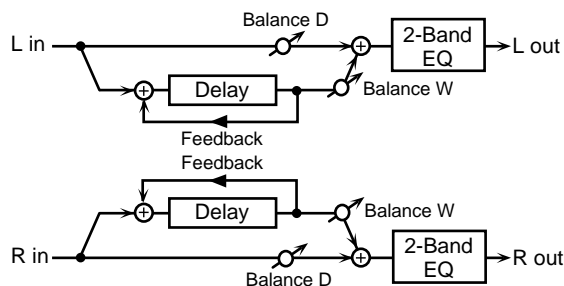 Balance D
L in
2-Band
EQ
L out
Delay
Balance W
Feedback
Feedback
Delay
Balance W
R in
2-Band
EQ
R out
Balance D